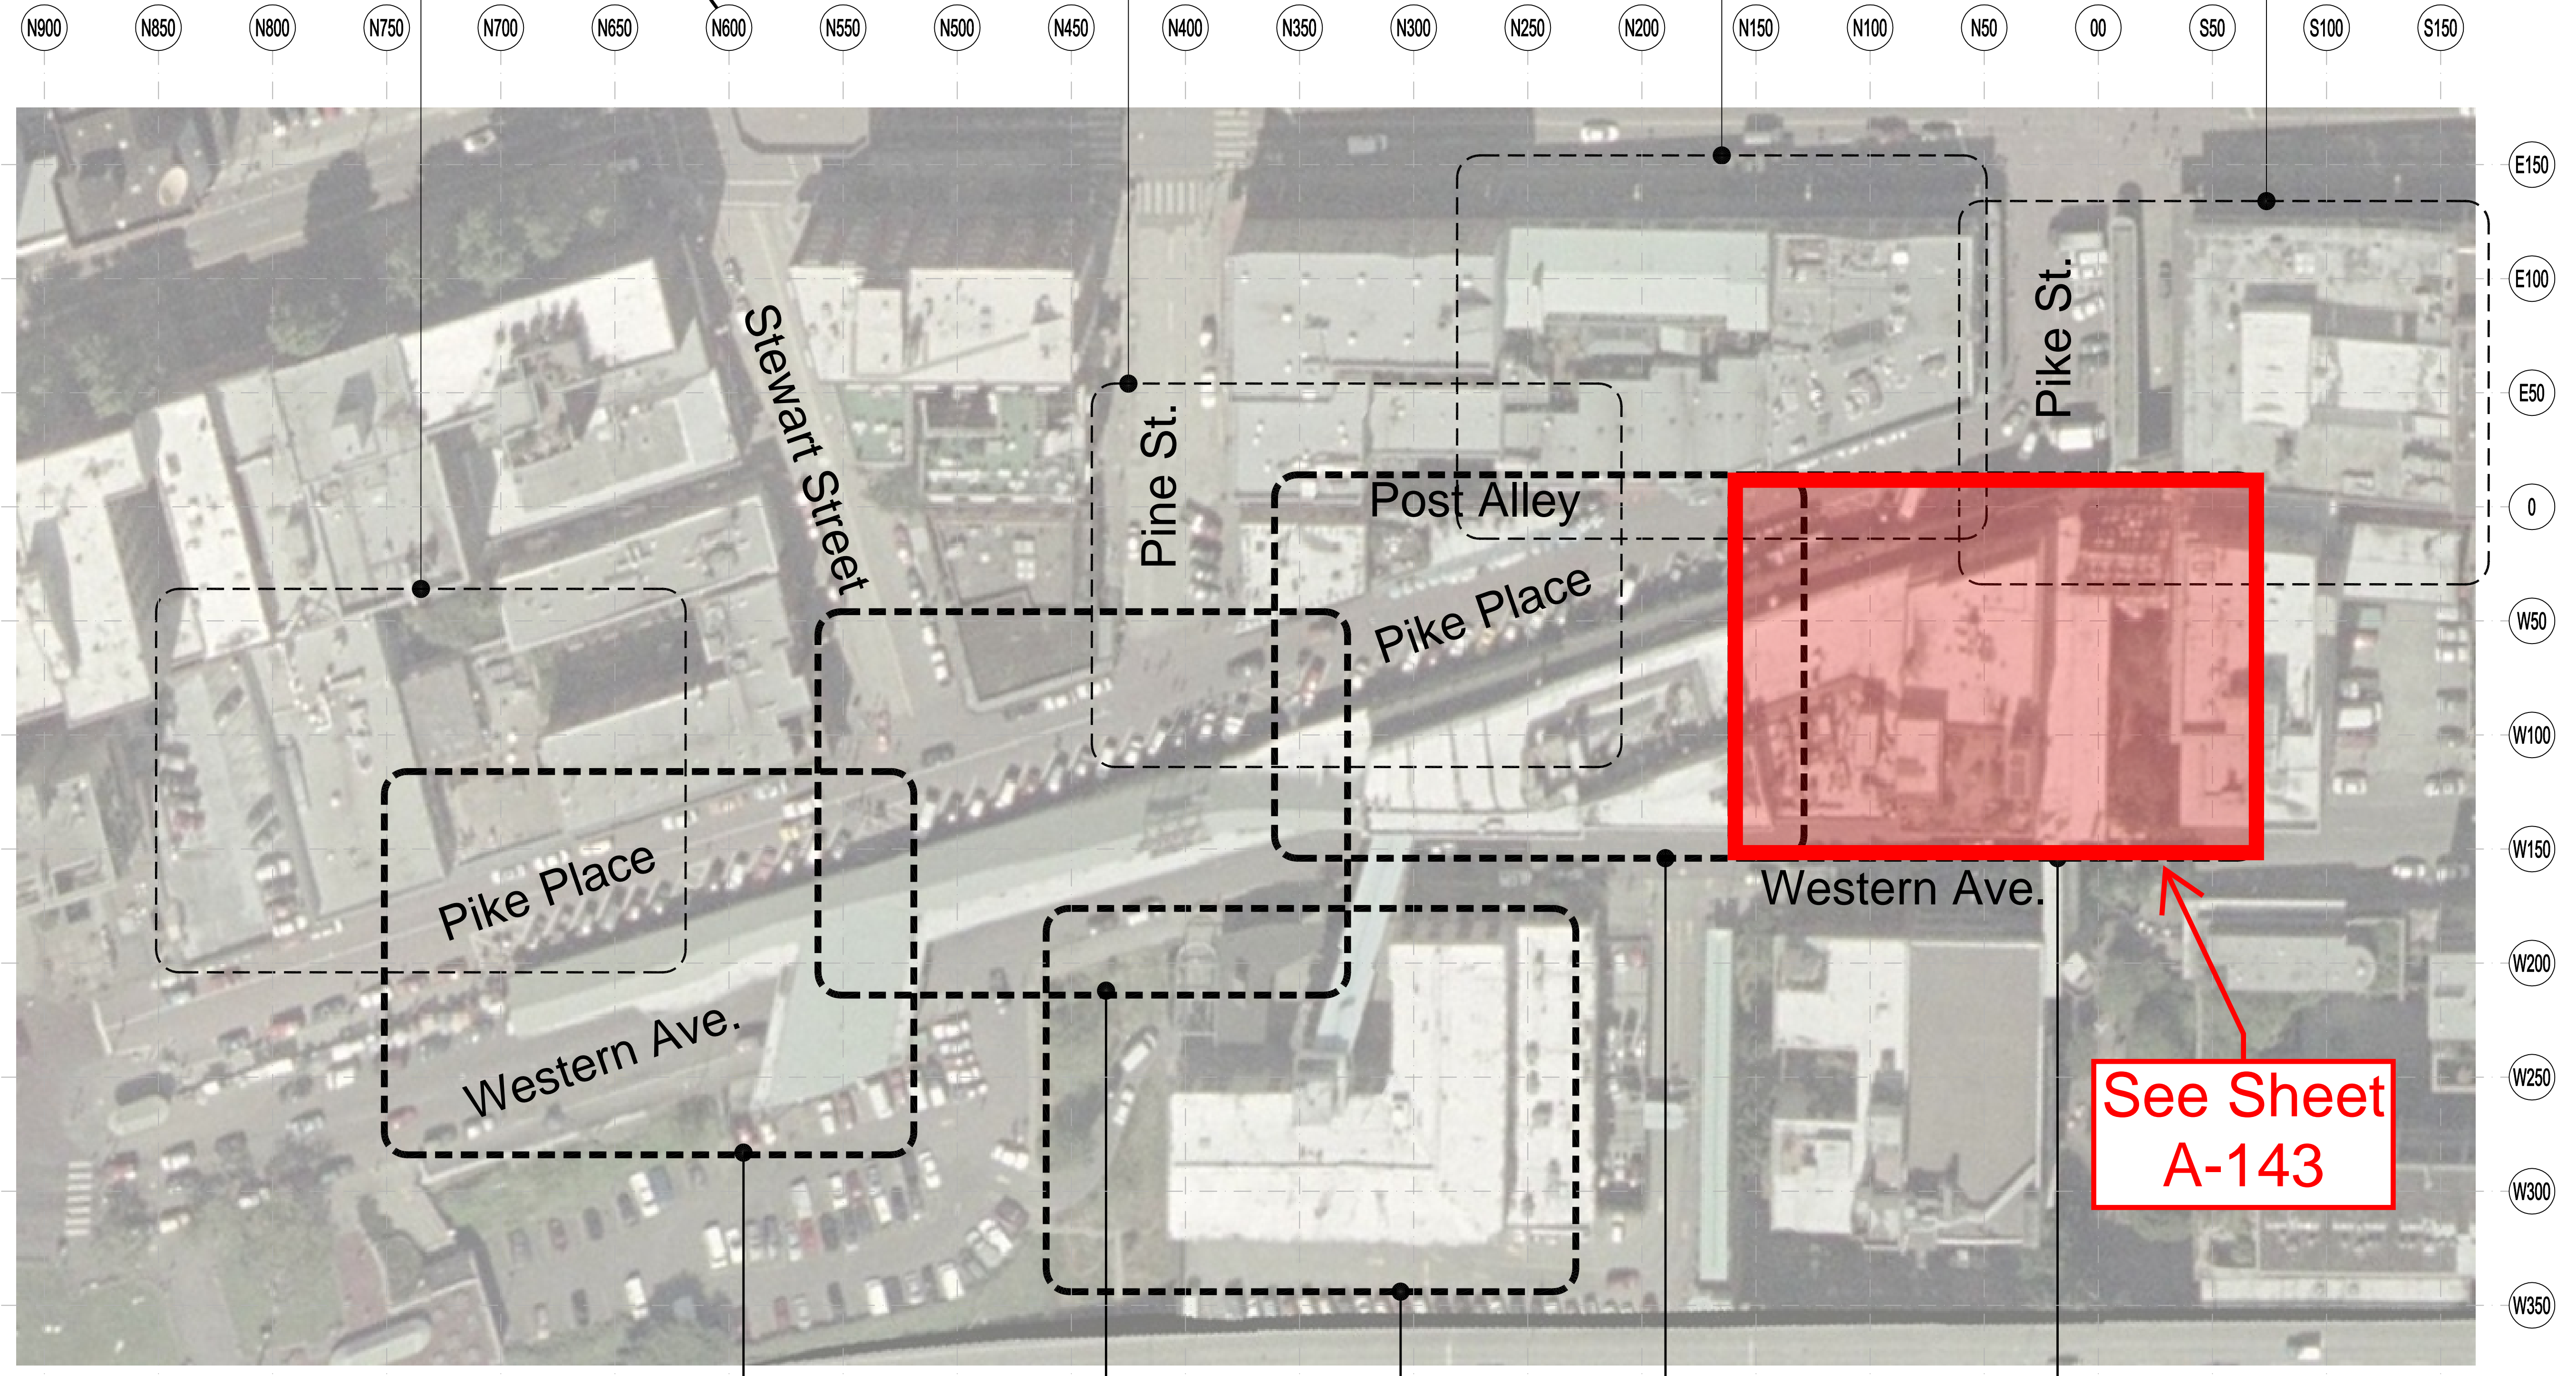 N900 N850 N800 N750 N700 N650 N600 N550 N500 N450 N400 N350 N300 N250 N200 N150 N100 N50 00 S50 S100 S150
E150
E100
E50
0
W50
W100
W150
W200
W250
W300
W350
Stewart Street
Pine St.
Pike St.
Post Alley
Pike Place
Pike Place
Western Ave.
Western Ave.
See Sheet
A-143